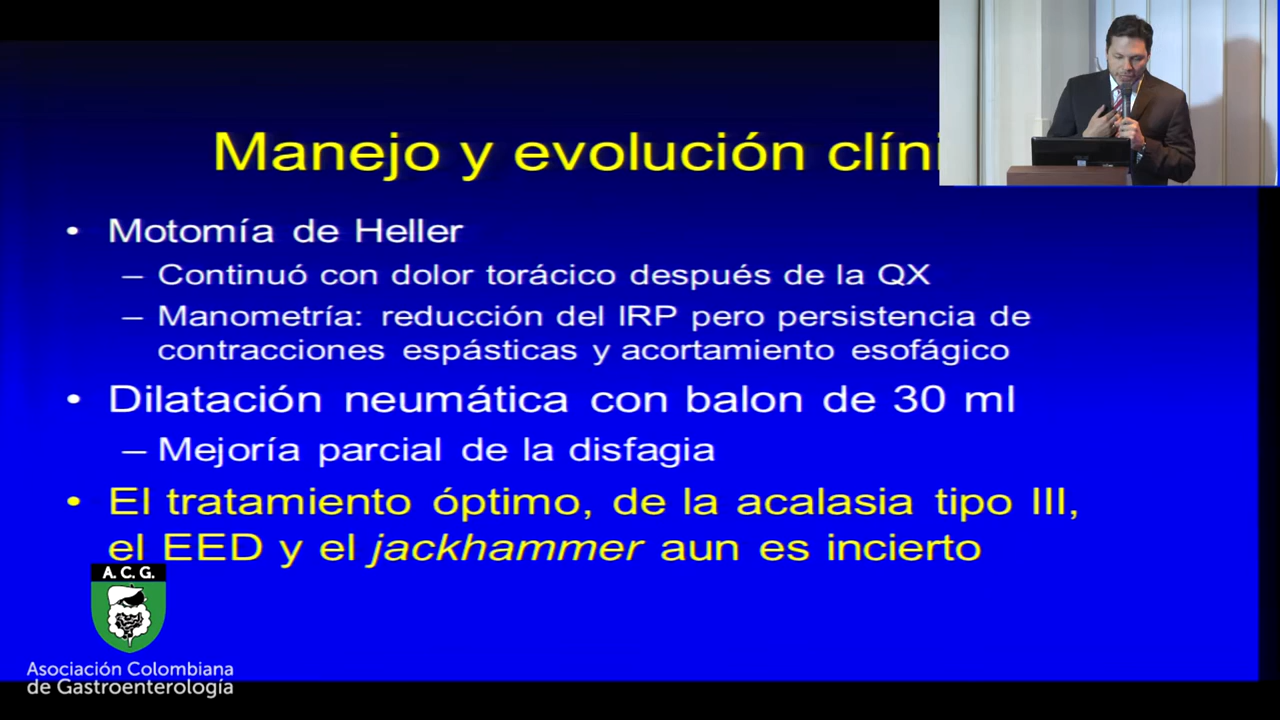 Manejo y evolución clíni
• Motomía de Heller
– Continuó con dolor torácico después de la QX
– Manometría: reducción del IRP pero persistencia de
contracciones espásticas y acortamiento esofágico
• Dilatación neumática con balon de 30 ml
– Mejoría parcial de la disfagia
• El tratamiento óptimo, de la acalasia tipo III,
el EED y el jackhammer aun es incierto
A. C. G.
Asociación Colombiana
de Gastroenterología